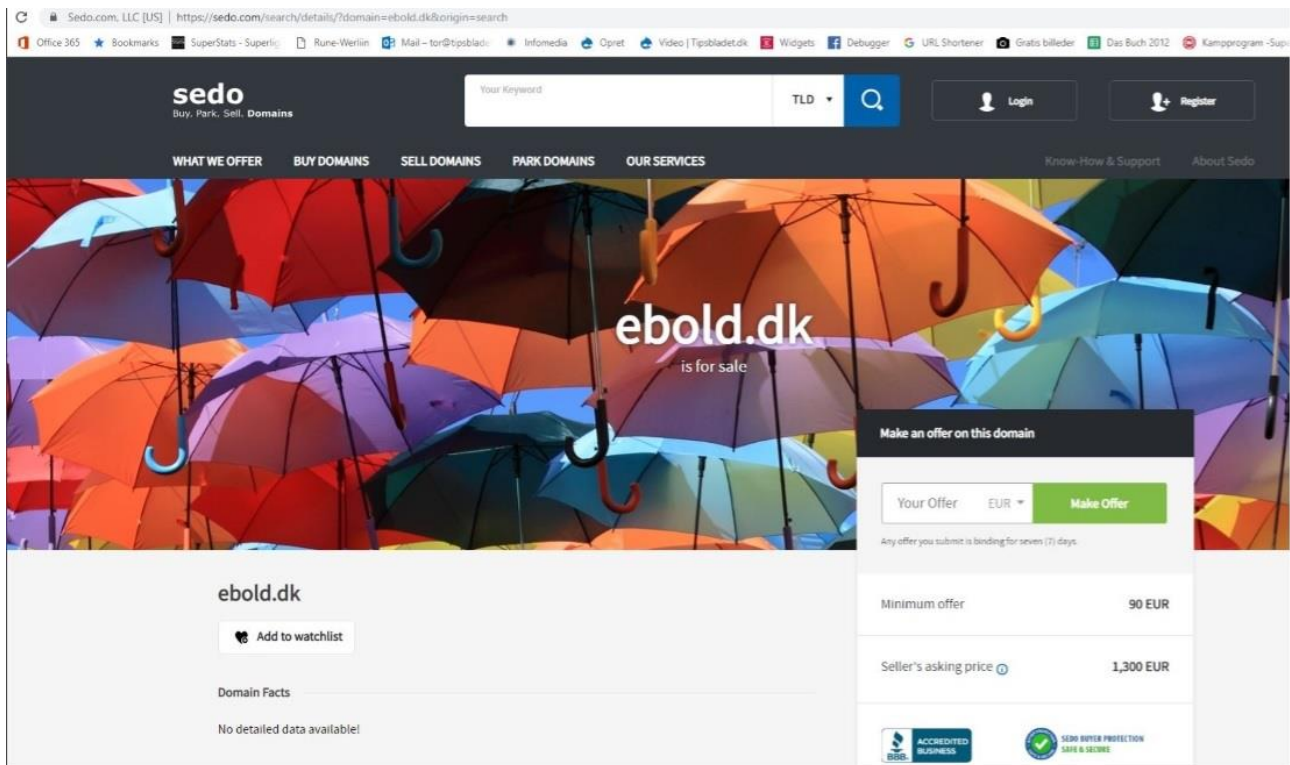 Sedo.com, LLC [US] | https://sedo.com/search/details/?domain=ebold.dk&origin=search
Office 365 Bookmarks SuperStats - Superlig Rune-Werliin Mail – tor@tipsblade Infomedia Opret Video | Tipsbladet.dk Widgets Debugger URL Shortener Gratis billeder Das Buch 2012 Kampprogram -Supe
sedo
Buy. Park. Sell. Domains
Your Keyword
TLD
Login
Register
WHAT WE OFFER BUY DOMAINS SELL DOMAINS PARK DOMAINS OUR SERVICES Know-How & Support About Sedo
ebold.dk
is for sale
Make an offer on this domain
Your Offer EUR Make Offer
Any offer you submit is binding for seven (7) days.
ebold.dk
Add to watchlist
Minimum offer 90 EUR
Seller's asking price 1,300 EUR
Domain Facts
No detailed data available!
BBB. ACCREDITED BUSINESS
SEDO BUYER PROTECTION
SAFE & SECURE